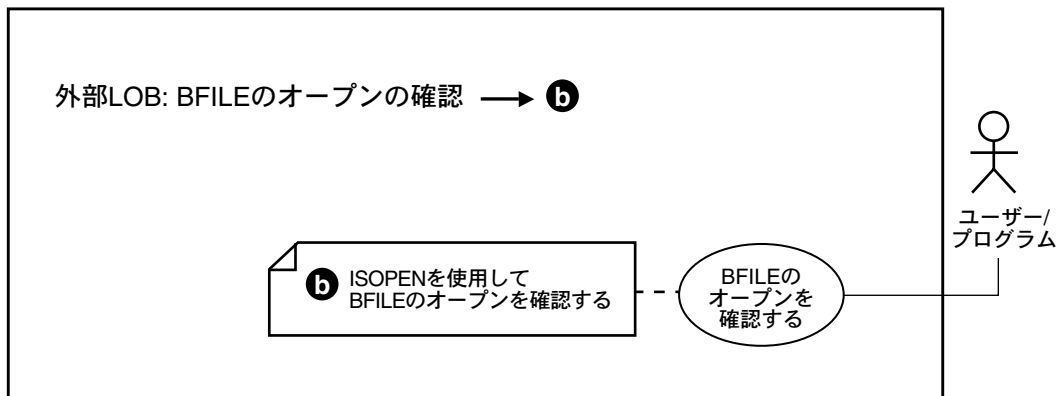 外部LOB: BFILEのオープンの確認 → b
ユーザー/
プログラム
b ISOPENを使用して
BFILEのオープンを確認する
BFILEの
オープンを
確認する